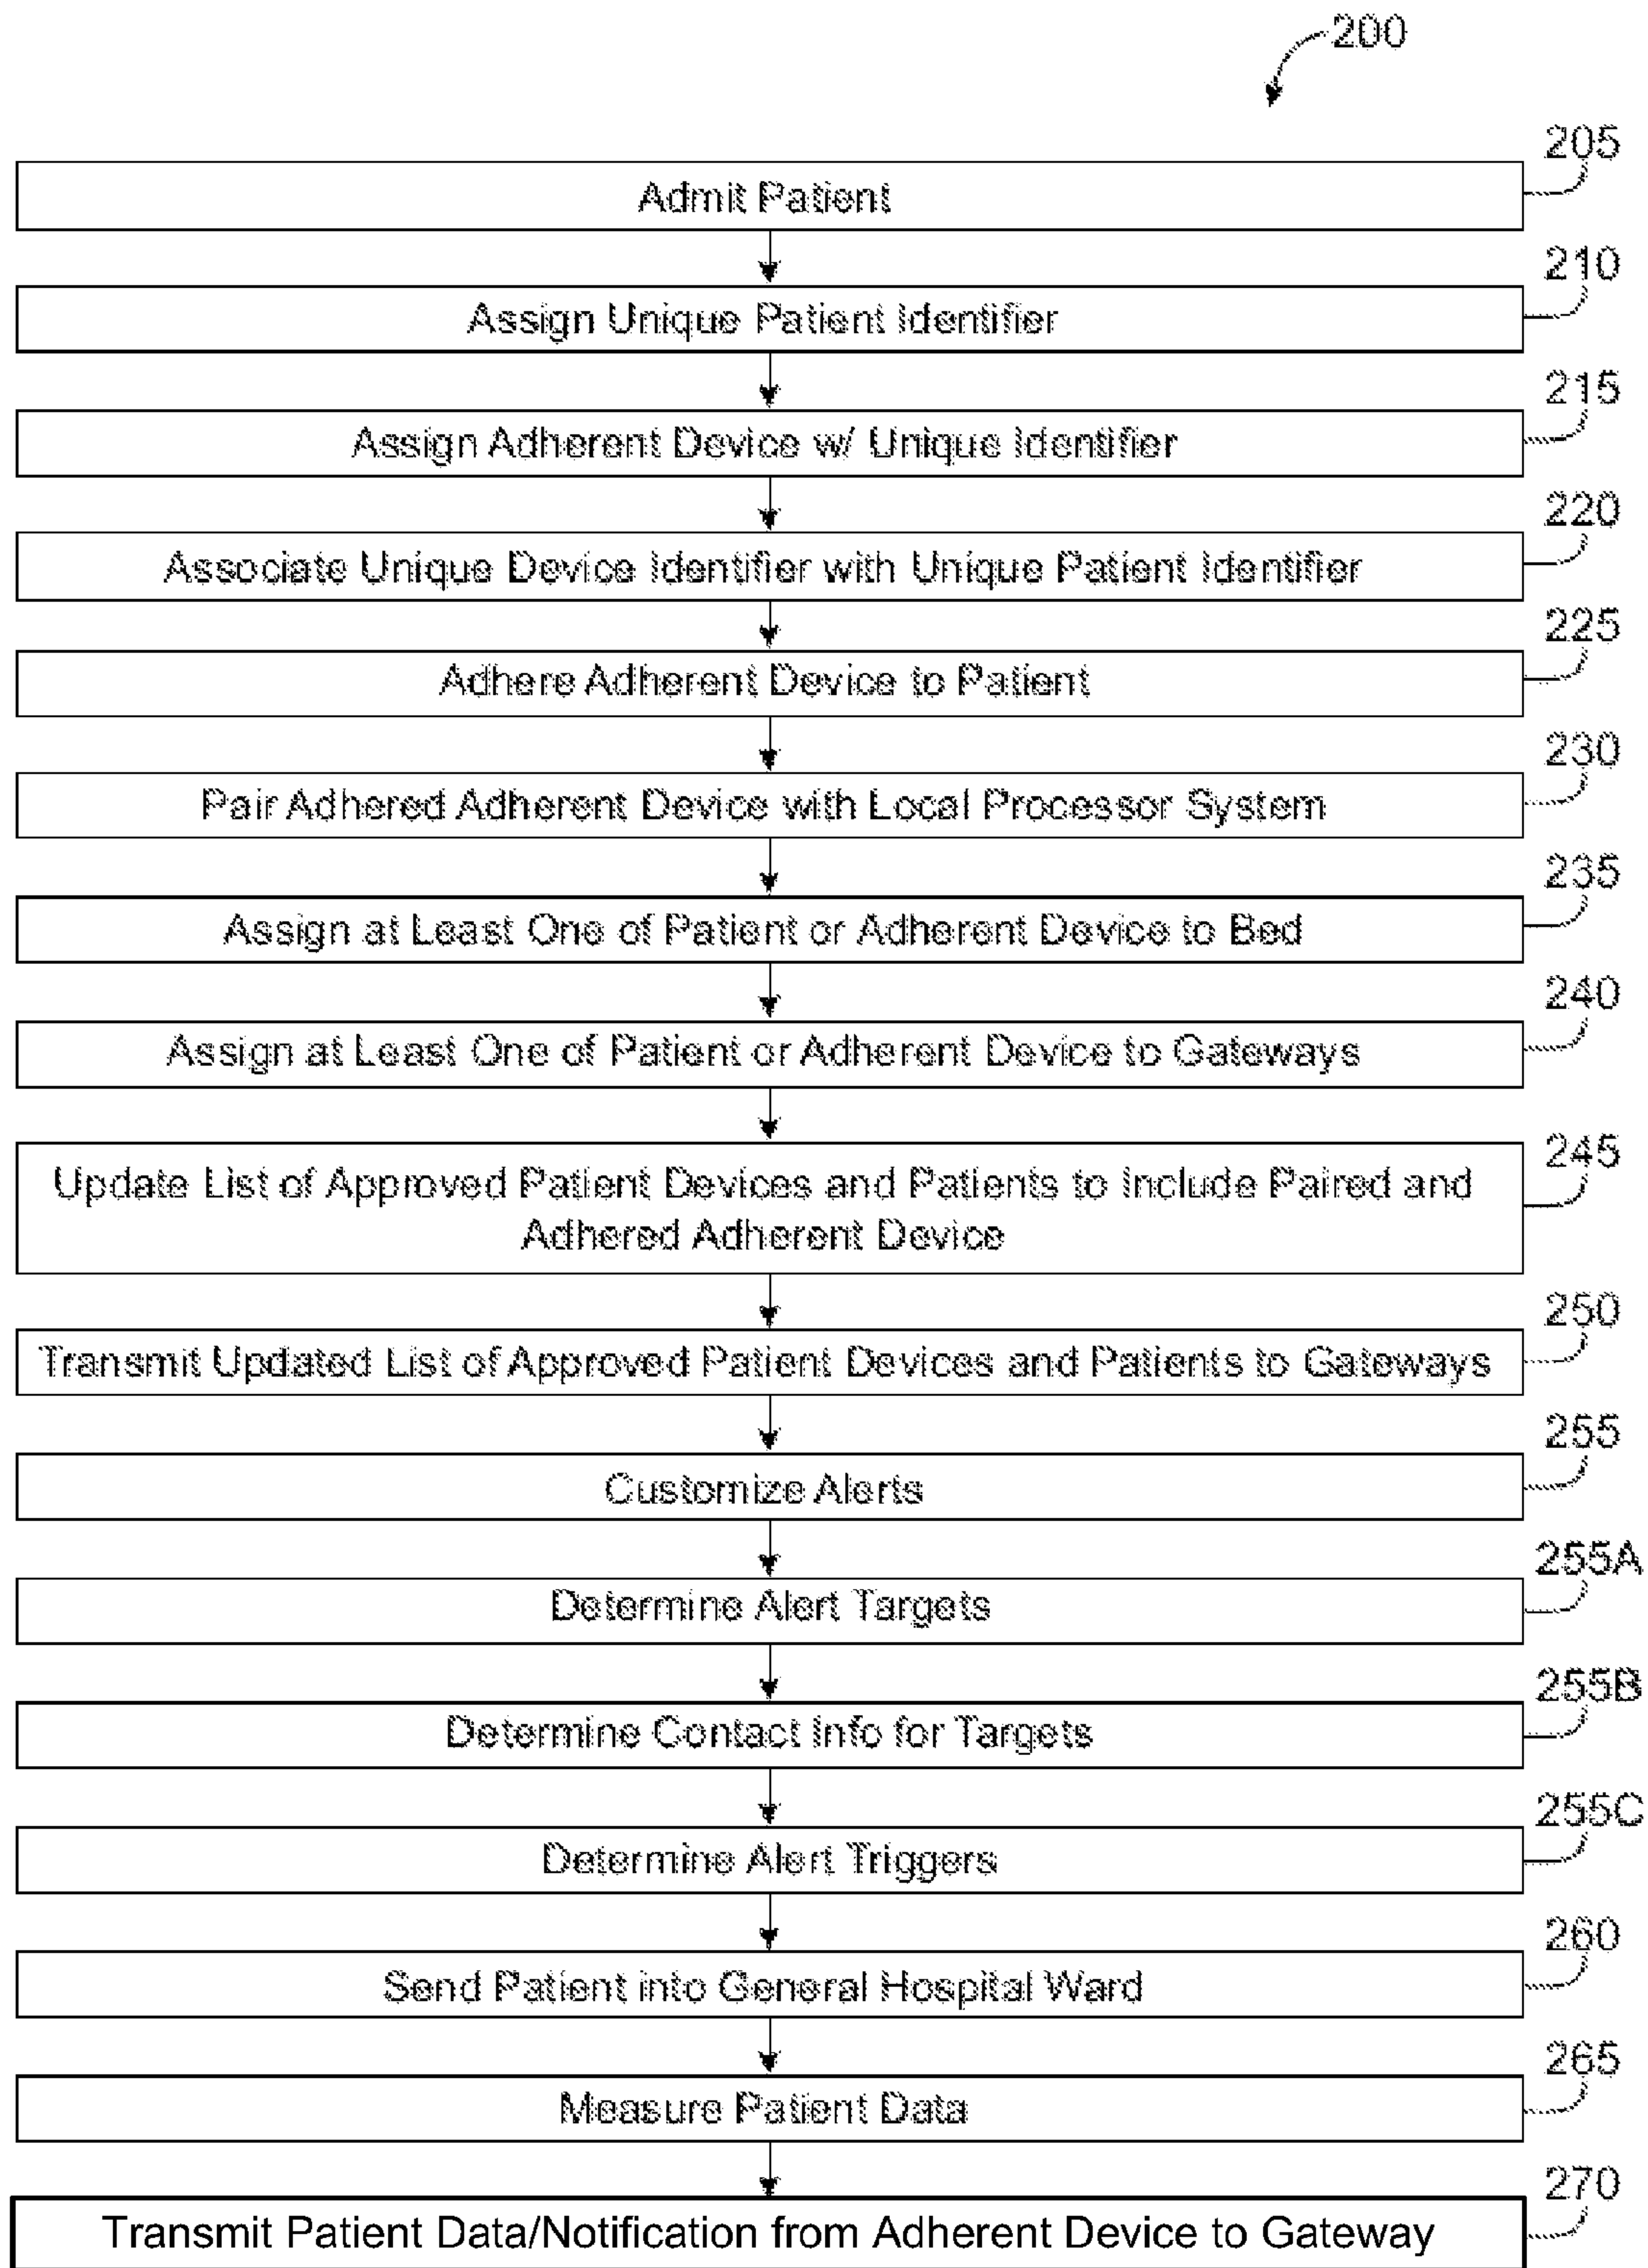 200
205
Admit Patient
210
Assign Unique Patient Identifier
215
Assign Adherent Device w/ Unique Identifier
220
Associate Unique Device Identifier with Unique Patient Identifier
225
Adhere Adherent Device to Patient
230
Pair Adhered Adherent Device with Local Processor System
235
Assign at Least One of Patient or Adherent Device to Bed
240
Assign at Least One of Patient or Adherent Device to Gateways
245
Update List of Approved Patient Devices and Patients to Include Paired and
Adhered Adherent Device
250
Transmit Updated List of Approved Patient Devices and Patients to Gateways
255
Customize Alerts
255A
Determine Alert Targets
255B
Determine Contact Info for Targets
255C
Determine Alert Triggers
260
Send Patient into General Hospital Ward
265
Measure Patient Data
270
Transmit Patient Data/Notification from Adherent Device to Gateway